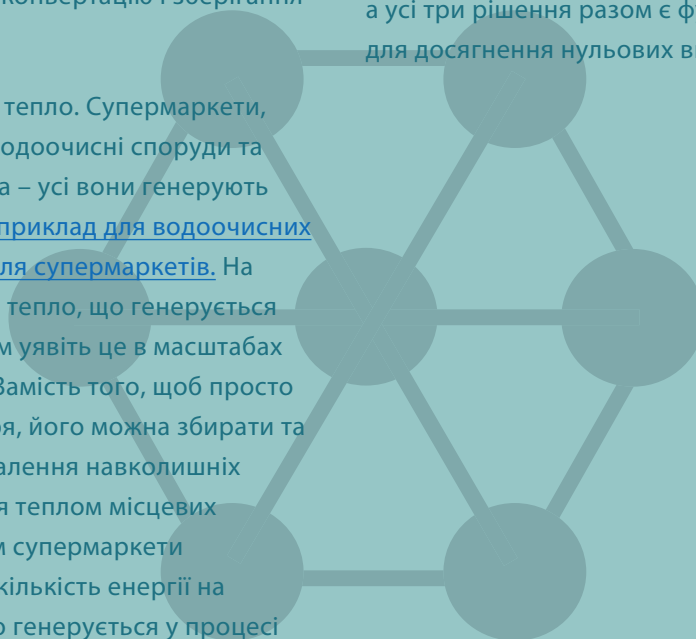 конвертацію і зберігання
тепло. Супермаркети,
одоочисні споруди та
а – усі вони генерують
приклад для водоочисних
ля супермаркетів. На
тепло, що генерується
м уявіть це в масштабах
Замість того, щоб просто
ря, його можна збирати та
алення навколишніх
я теплом місцевих
м супермаркети
кількість енергії на
о генерується у процесі
а усі три рішення разом є ф
для досягнення нульових в